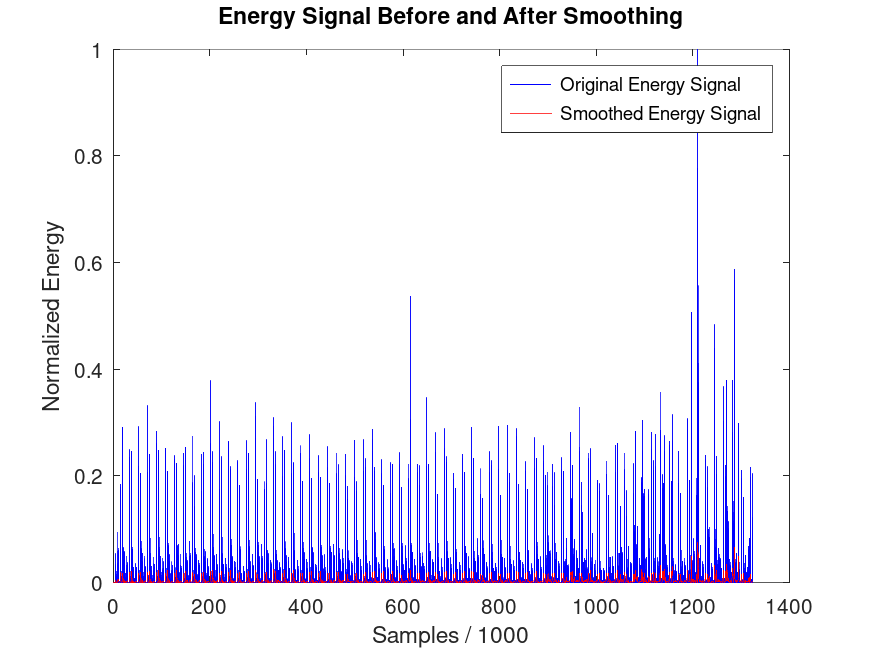 Energy Signal Before and After Smoothing
1
Original Energy Signal
Smoothed Energy Signal
0.8
0.6
0.4
0.2
0
Normalized Energy
0 200 400 600 800 1000 1200 1400
Samples / 1000